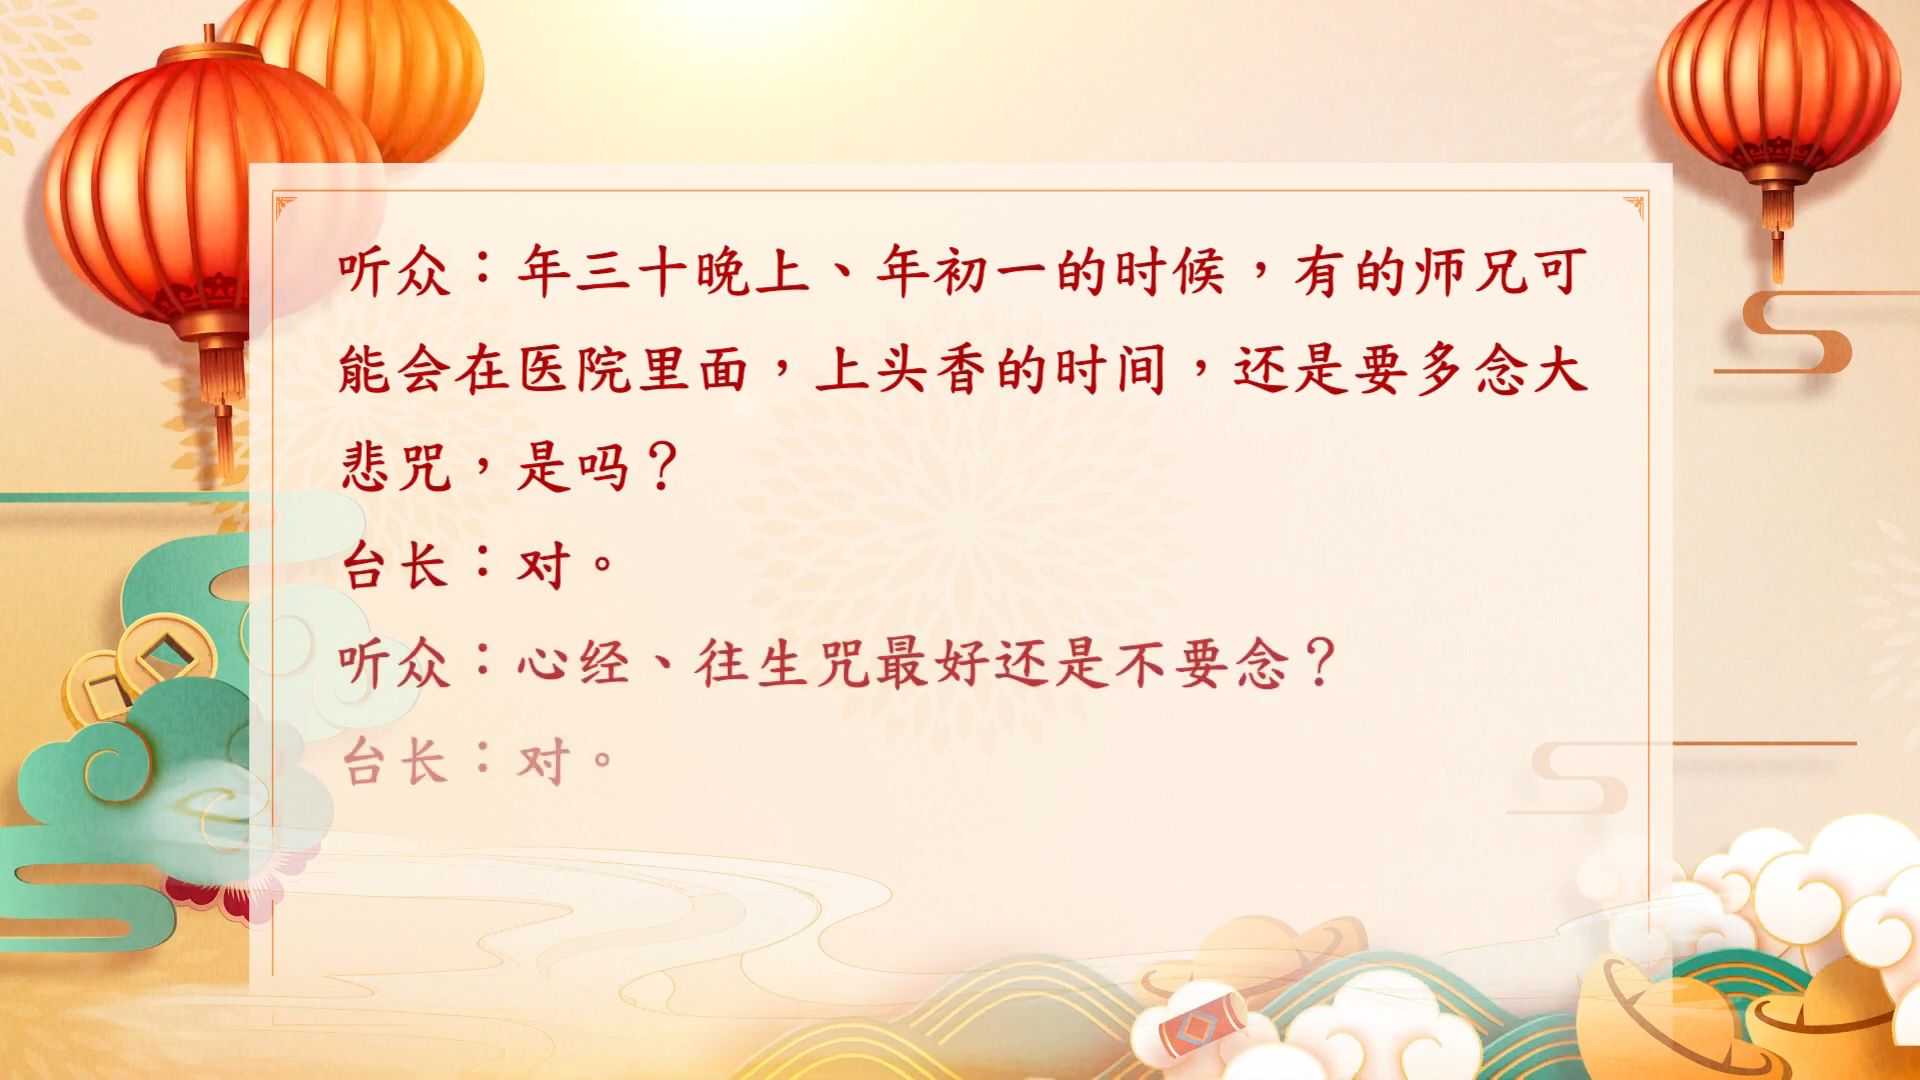 听众：年三十晚上、年初一的时候，有的师兄可
能会在医院里面，上头香的时间，还是要多念大
悲咒，是吗？
台长：对。
听众：心经、往生咒最好还是不要念？
台长：对。